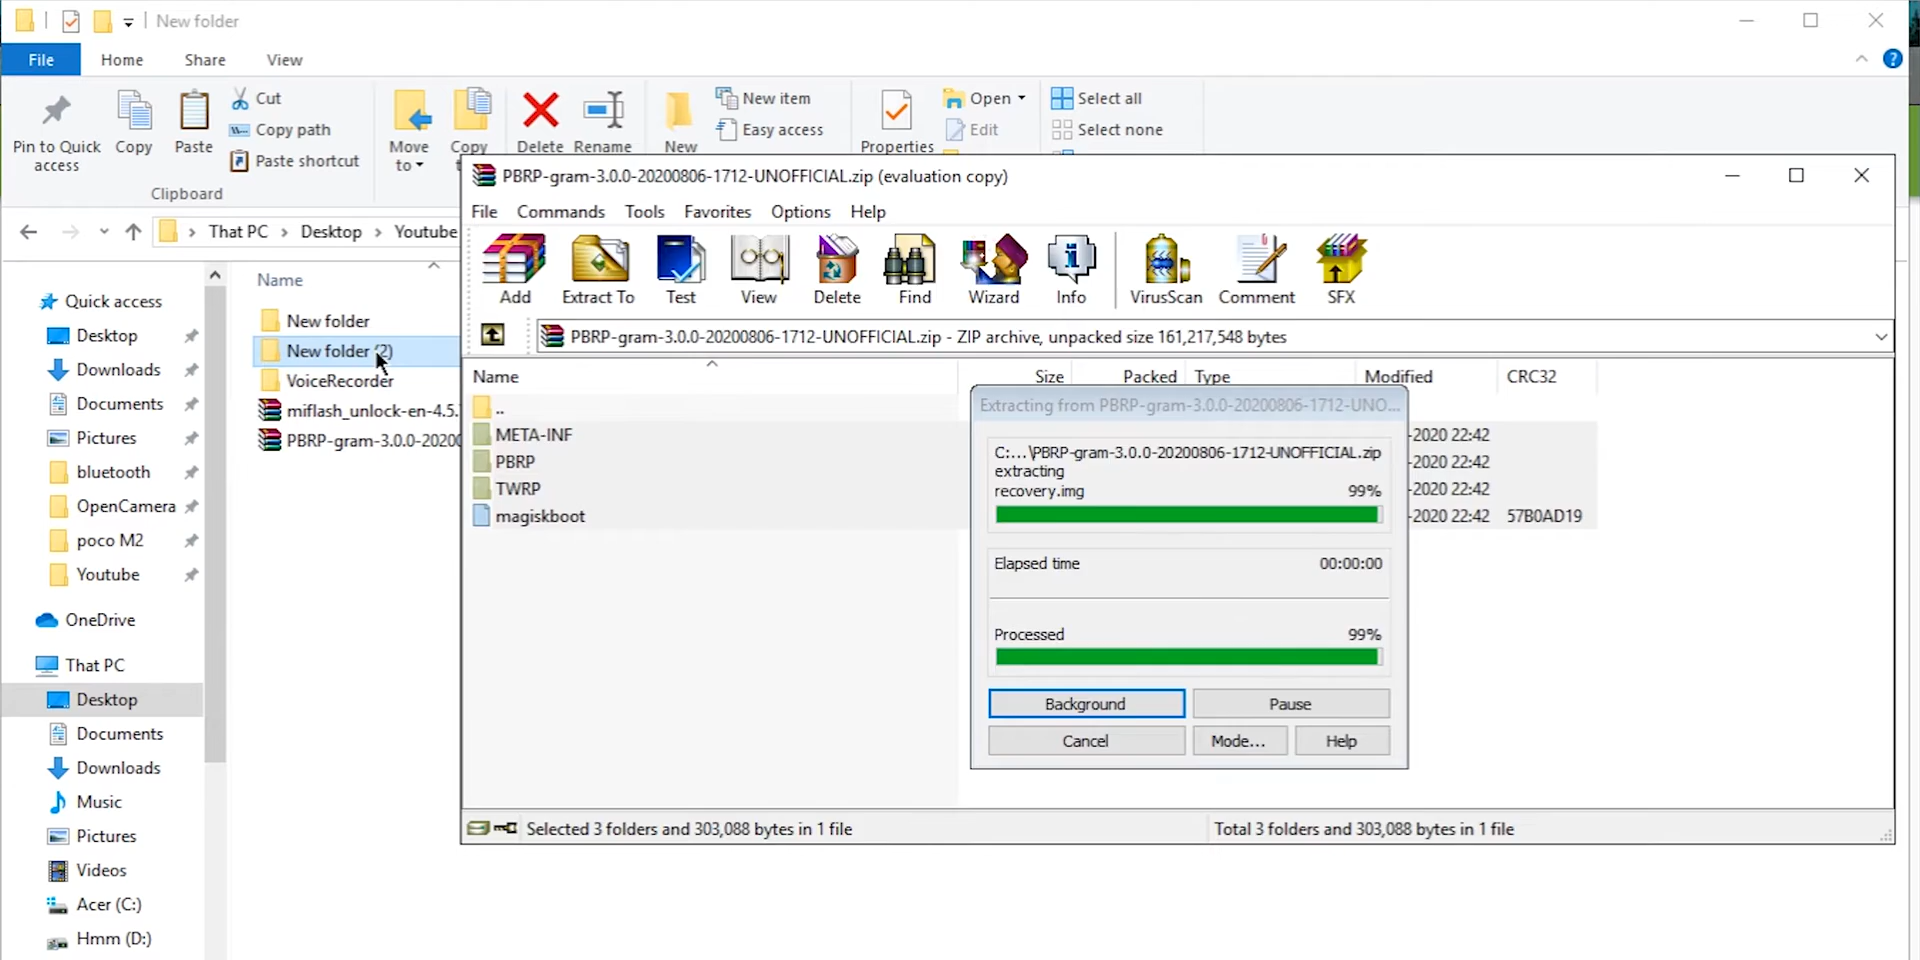 New folder
File Home Share View
Pin to Quick access
Copy
Paste
Cut
Copy path
Paste shortcut
Clipboard
Move to
Copy
Delete
Rename
New
New item
Easy access
Properties
Open
Edit
Select all
Select none
That PC > Desktop > Youtube
Quick access
Desktop
Downloads
Documents
Pictures
bluetooth
OpenCamera
poco M2
Youtube
OneDrive
That PC
Desktop
Documents
Downloads
Music
Pictures
Videos
Acer (C:)
Hmm (D:)
Name
New folder
New folder (2)
VoiceRecorder
miflash_unlock-en-4.5.
PBRP-gram-3.0.0-2020
PBRP-gram-3.0.0-20200806-1712-UNOFFICIAL.zip (evaluation copy)
File Commands Tools Favorites Options Help
Add Extract To Test View Delete Find Wizard Info VirusScan Comment SFX
PBRP-gram-3.0.0-20200806-1712-UNOFFICIAL.zip - ZIP archive, unpacked size 161,217,548 bytes
Name Size Packed Type Modified CRC32
..
META-INF -2020 22:42
PBRP -2020 22:42
TWRP -2020 22:42
magiskboot -2020 22:42 57B0AD19
Extracting from PBRP-gram-3.0.0-20200806-1712-UNO...
C:...\PBRP-gram-3.0.0-20200806-1712-UNOFFICIAL.zip
extracting
recovery.img 99%
Elapsed time 00:00:00
Processed 99%
Background Pause
Cancel Mode... Help
Selected 3 folders and 303,088 bytes in 1 file
Total 3 folders and 303,088 bytes in 1 file